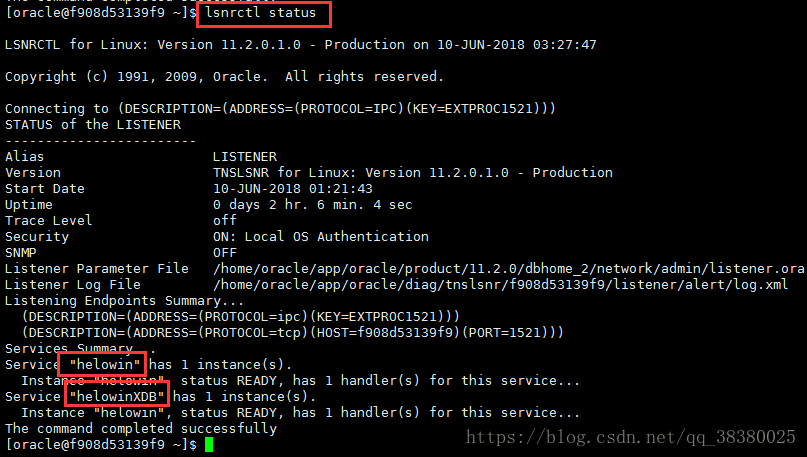 The command completed successfully
[oracle@f908d53139f9 ~]$ lsnrctl status
LSNRCTL for Linux: Version 11.2.0.1.0 - Production on 10-JUN-2018 03:27:47
Copyright (c) 1991, 2009, Oracle.  All rights reserved.
Connecting to (DESCRIPTION=(ADDRESS=(PROTOCOL=IPC)(KEY=EXTPROC1521)))
STATUS of the LISTENER
------------------------
Alias                     LISTENER
Version                   TNSLSNR for Linux: Version 11.2.0.1.0 - Production
Start Date                10-JUN-2018 01:21:43
Uptime                    0 days 2 hr. 6 min. 4 sec
Trace Level               off
Security                  ON: Local OS Authentication
SNMP                      OFF
Listener Parameter File   /home/oracle/app/oracle/product/11.2.0/dbhome_2/network/admin/listener.ora
Listener Log File         /home/oracle/app/oracle/diag/tnslsnr/f908d53139f9/listener/alert/log.xml
Listening Endpoints Summary...
  (DESCRIPTION=(ADDRESS=(PROTOCOL=ipc)(KEY=EXTPROC1521)))
  (DESCRIPTION=(ADDRESS=(PROTOCOL=tcp)(HOST=f908d53139f9)(PORT=1521)))
Services Summary...
Service "helowin" has 1 instance(s).
  Instance "helowin", status READY, has 1 handler(s) for this service...
Service "helowinXDB" has 1 instance(s).
  Instance "helowin", status READY, has 1 handler(s) for this service...
The command completed successfully
[oracle@f908d53139f9 ~]$
https://blog.csdn.net/qq_38380025